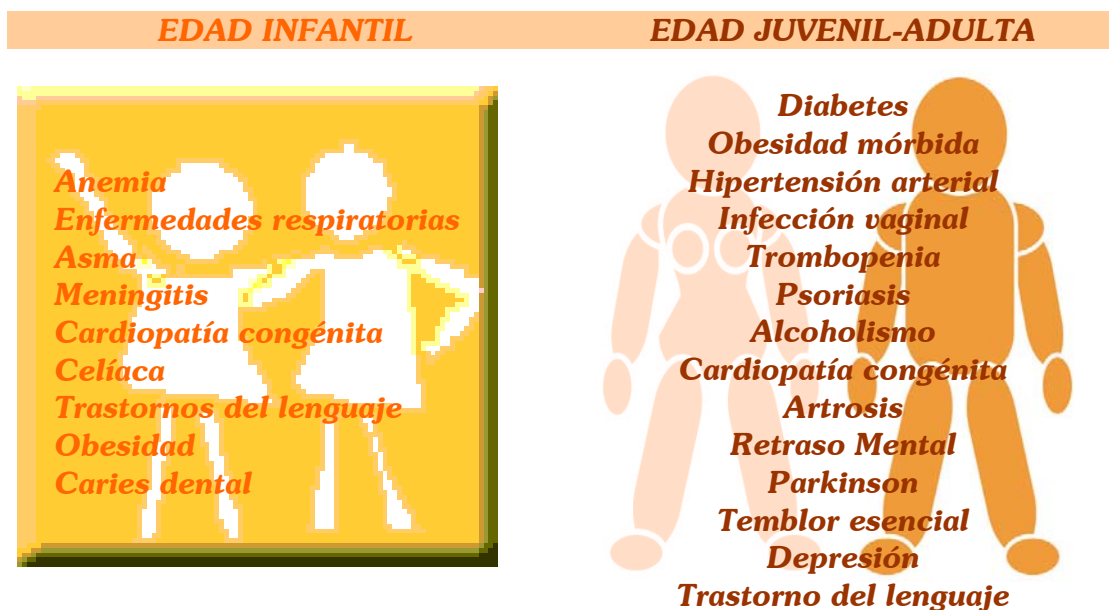 EDAD INFANTIL
EDAD JUVENIL-ADULTA
Anemia
Enfermedades respiratorias
Asma
Meningitis
Cardiopatía congénita
Celíaca
Trastornos del lenguaje
Obesidad
Caries dental
Diabetes
Obesidad mórbida
Hipertensión arterial
Infección vaginal
Trombopenia
Psoriasis
Alcoholismo
Cardiopatía congénita
Artrosis
Retraso Mental
Parkinson
Temblor esencial
Depresión
Trastorno del lenguaje